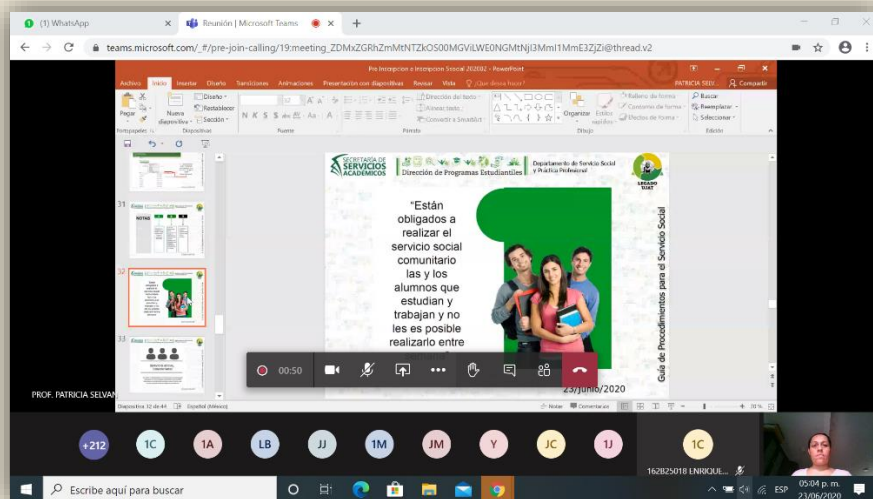 (1) WhatsApp
Reunión | Microsoft Teams
teams.microsoft.com/_#/pre-join-calling/19:meeting_ZDMxZGRhZmMtNTZkOS00MGViLWE0NGMtNjI3MmI1MmE3ZjZi@thread.v2
Pre Inscripcion e Inscripcion Ssocial 202002 - PowerPoint
Archivo Inicio Insertar Diseño Transiciones Animaciones Presentación con diapositivas Revisar Vista ¿Qué desea hacer?
PATRICIA SELV... Compartir
Pegar
Nueva diapositiva
Diseño
Restablecer
Sección
N K S S abc AV Aa A
Dirección del texto
Alinear texto
Convertir a SmartArt
Organizar
Estilos rápidos
Relleno de forma
Contorno de forma
Efectos de forma
Buscar
Reemplazar
Seleccionar
Portapapeles
Diapositivas
Fuente
Párrafo
Dibujo
Edición
31
NOTAS
32
33
SECRETARÍA DE
SERVICIOS
ACADÉMICOS
Dirección de Programas Estudiantiles
Departamento de Servicio Social
y Práctica Profesional
LEGADO
UJAT
"Están
obligados a
realizar el
servicio social
comunitario
las y los
alumnos que
estudian y
trabajan y no
les es posible
realizarlo entre
Guía de Procedimientos para el Servicio Social
23/junio/2020
00:50
PROF. PATRICIA SELVAN
Diapositiva 32 de 44
Español (México)
Notas
Comentarios
70 %
+212
1C
1A
LB
JJ
1M
JM
Y
JC
1J
1C
162B25018 ENRIQUE...
Escribe aquí para buscar
ESP
05:04 p. m.
23/06/2020